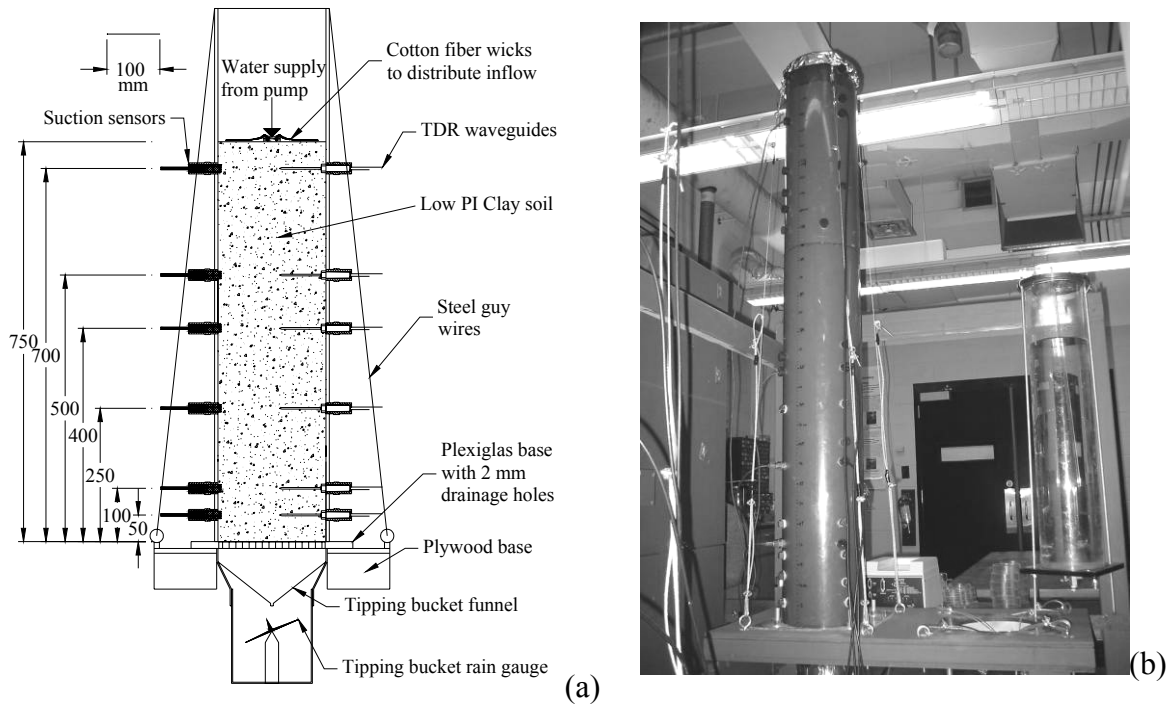 100
mm
Water supply
from pump
Cotton fiber wicks
to distribute inflow
Suction sensors
TDR waveguides
Low PI Clay soil
Steel guy
wires
750
700
500
400
250
100
50
Plexiglas base
with 2 mm
drainage holes
Plywood base
Tipping bucket funnel
Tipping bucket rain gauge
(a)
(b)